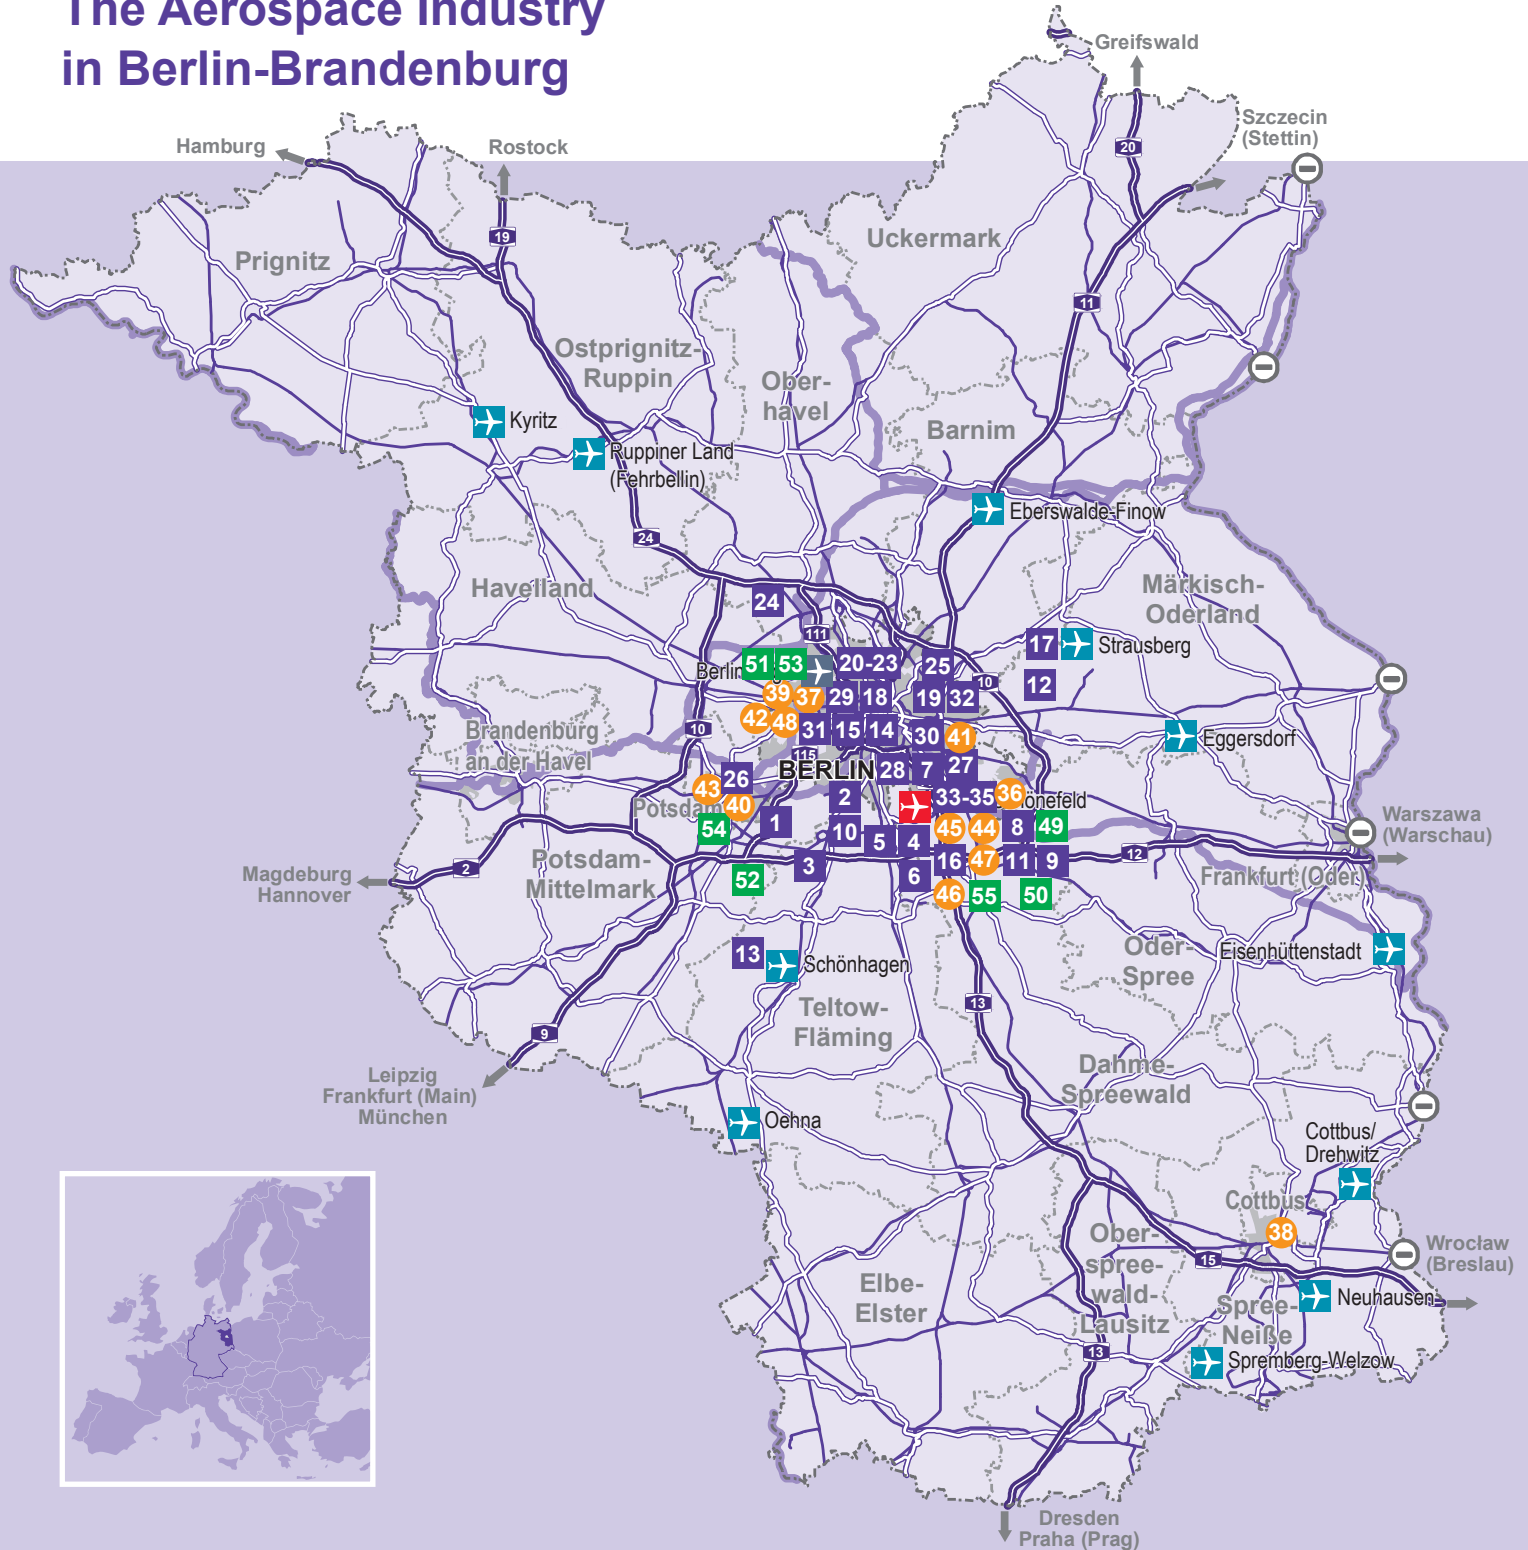 The Aerospace Industry
in Berlin-Brandenburg
Greifswald
Szczecin
(Stettin)
Hamburg
Rostock
20
19
Prignitz
Uckermark
11
Ostprignitz-
Ruppin
Ober-
havel
Barnim
Kyritz
Ruppiner Land
(Fehrbellin)
Eberswalde-Finow
24
Havelland
Märkisch-
Oderland
24
111
17
Strausberg
51
53
20-23
25
Berlin
10
12
39
37
29
18
19
32
42
48
31
15
14
30
41
10
Brandenburg
an der Havel
Eggersdorf
115
BERLIN
28
7
27
26
43
40
2
33-35
36
Potsdam
54
1
10
5
4
45
44
8
49
Warszawa
(Warschau)
Potsdam-
Mittelmark
3
16
47
11
9
12
2
Magdeburg
Hannover
52
6
46
55
50
Frankfurt (Oder)
13
Schönhagen
Oder-
Spree
Eisenhüttenstadt
Teltow-
Fläming
13
9
Leipzig
Frankfurt (Main)
München
Dahme-
Spreewald
Oehna
Cottbus/
Drehwitz
Cottbus
38
Ober-
spree-
wald-
Lausitz
15
Wrocław
(Breslau)
Elbe-
Elster
Spree-
Neiße
Neuhausen
13
Spremberg-Welzow
Dresden
Praha (Prag)